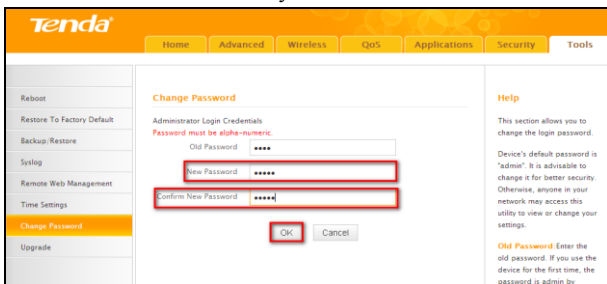 Tenda
Home Advanced Wireless QoS Applications Security Tools
Reboot
Restore To Factory Default
Backup/Restore
Syslog
Remote Web Management
Time Settings
Change Password
Upgrade
Change Password
Administrator Login Credentials
Password must be alpha-numeric.
Old Password ••••
New Password •••••
Confirm New Password •••••
OK Cancel
Help
This section allows you to
change the login password.
Device's default password is
"admin". It is advisable to
change it for better security.
Otherwise, anyone in your
network may access this
utility to view or change your
settings.
Old Password:Enter the
old password. If you use the
device for the first time, the
password is admin by